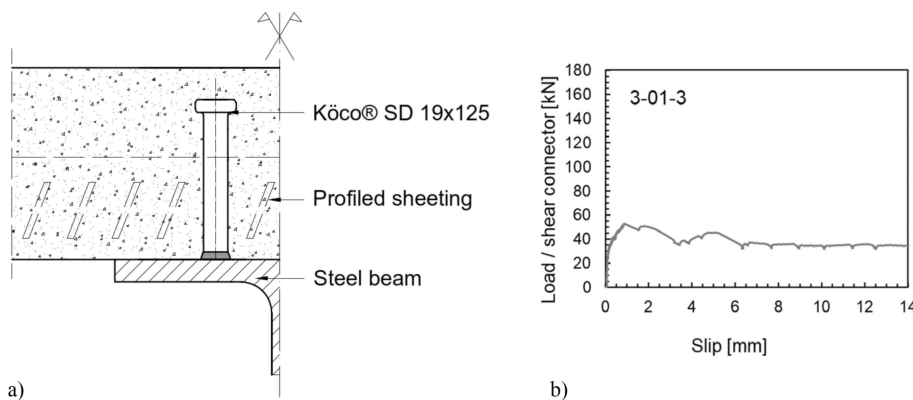 Köco® SD 19x125
Profiled sheeting
Steel beam
a)
3-01-3
Load / shear connector [kN]
180
160
140
120
100
80
60
40
20
0
0 2 4 6 8 10 12 14
Slip [mm]
b)